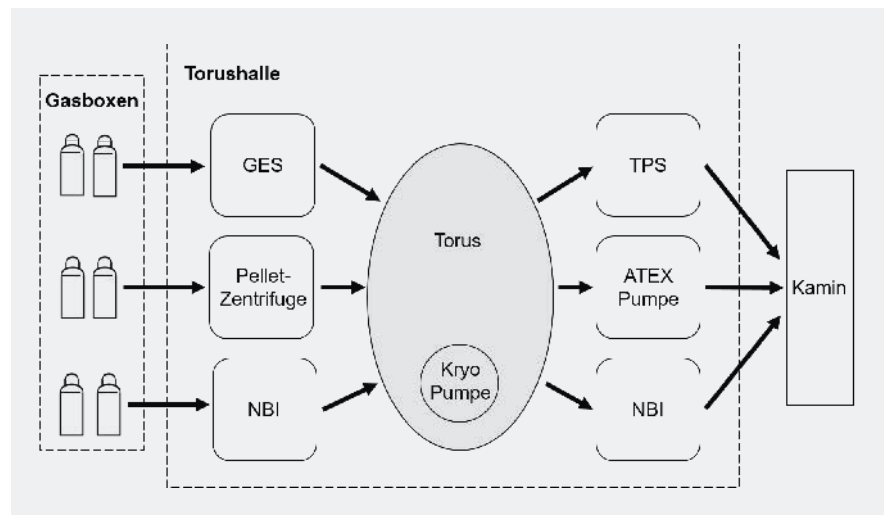 Torushalle
Gasboxen
GES
TPS
Torus
Pellet-
Zentrifuge
ATEX
Pumpe
Kamin
Kryo
Pumpe
NBI
NBI